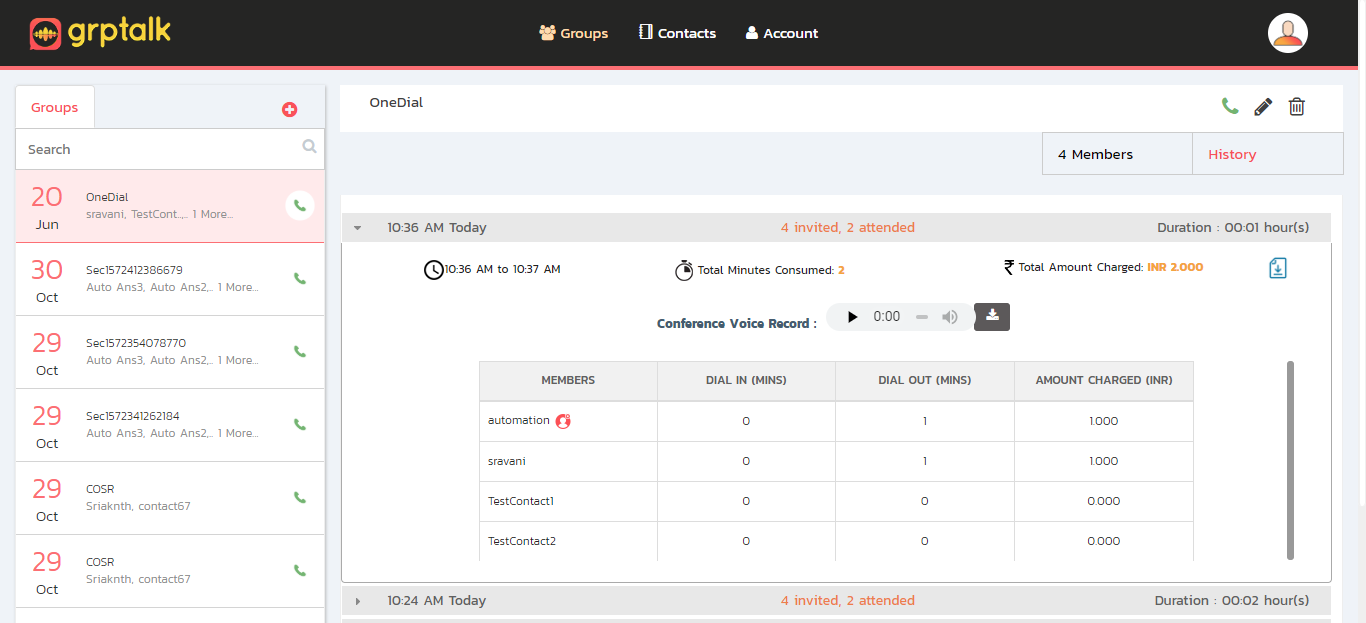 grptalk
Groups Contacts Account
Groups
Search
20 Jun
OneDial
sravani, TestCont..,.. 1 More...
30 Oct
Sec1572412386679
Auto Ans3, Auto Ans2,.. 1 More...
29 Oct
Sec1572354078770
Auto Ans3, Auto Ans2,.. 1 More...
29 Oct
Sec1572341262184
Auto Ans3, Auto Ans2,.. 1 More...
29 Oct
COSR
Sriaknth, contact67
29 Oct
COSR
Sriaknth, contact67
OneDial
4 Members History
10:36 AM Today 4 invited, 2 attended Duration : 00:01 hour(s)
10:36 AM to 10:37 AM Total Minutes Consumed: 2 Total Amount Charged: INR 2.000
Conference Voice Record : 0:00
MEMBERS DIAL IN (MINS) DIAL OUT (MINS) AMOUNT CHARGED (INR)
automation 0 1 1.000
sravani 0 1 1.000
TestContact1 0 0 0.000
TestContact2 0 0 0.000
10:24 AM Today 4 invited, 2 attended Duration : 00:02 hour(s)